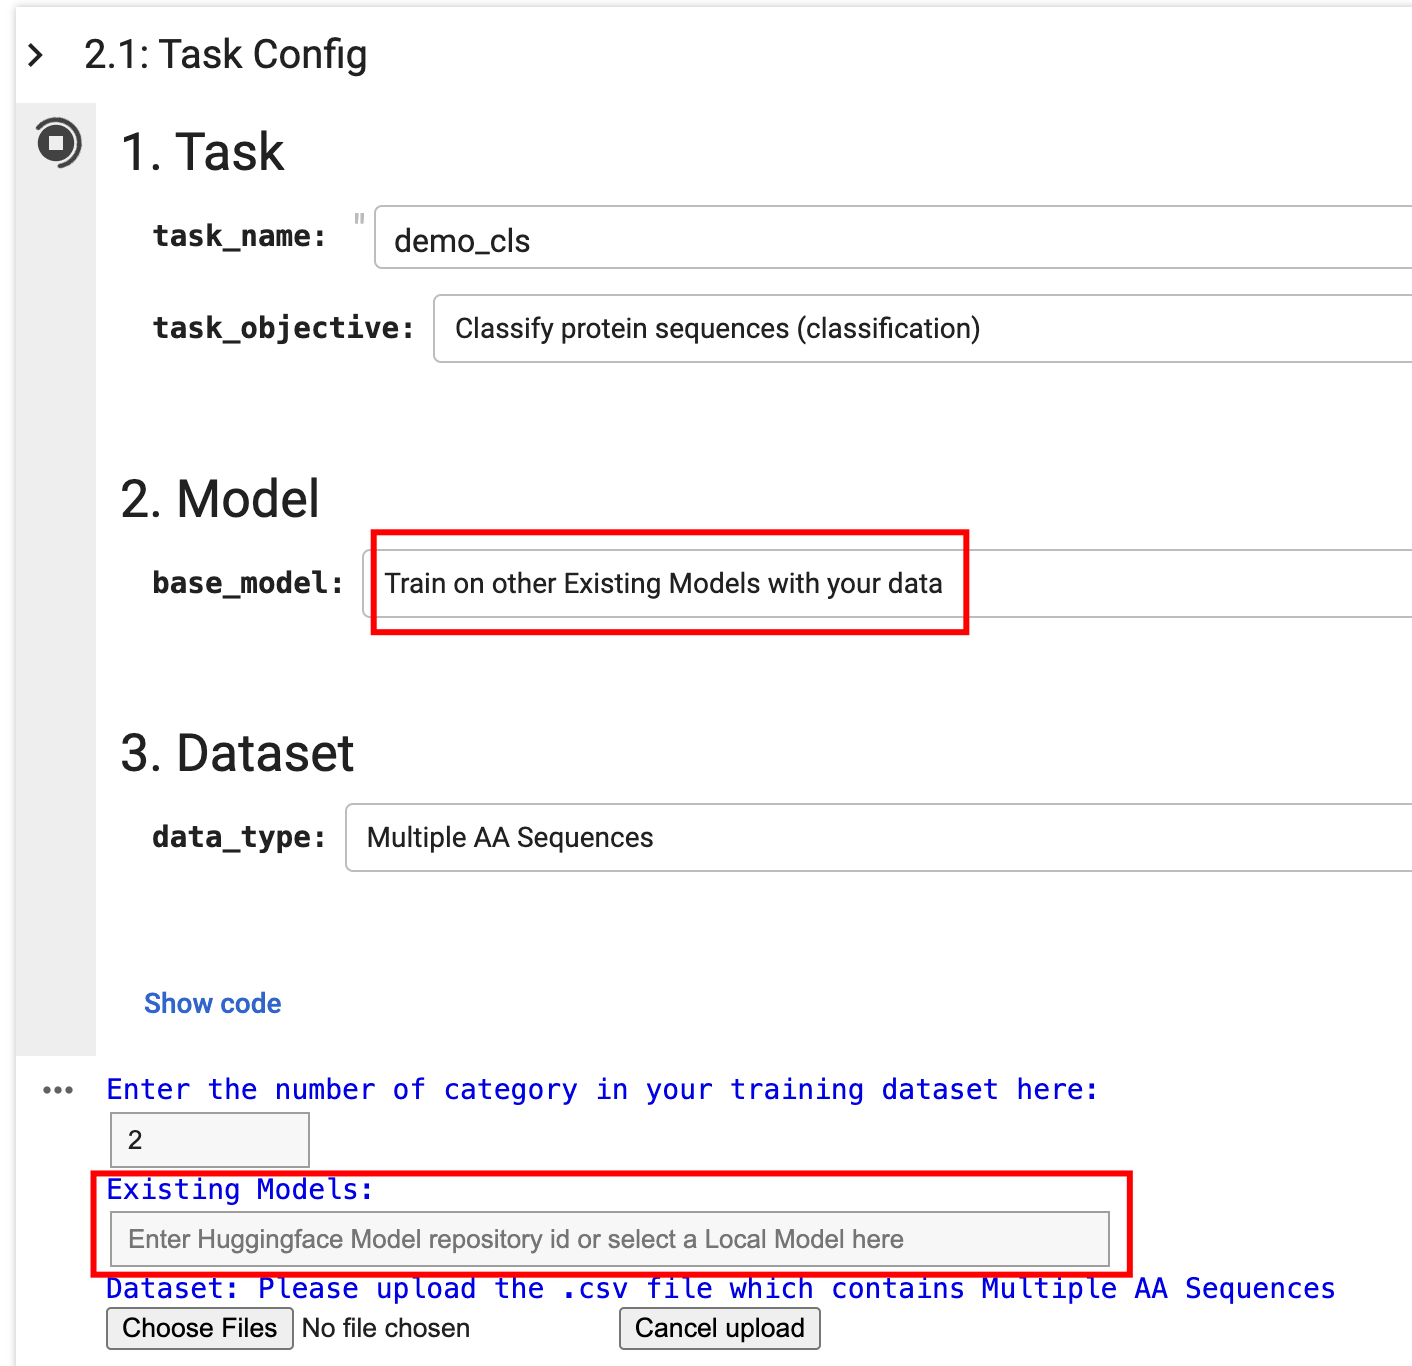 2.1: Task Config
1. Task
task_name: " demo_cls
task_objective: Classify protein sequences (classification)
2. Model
base_model: Train on other Existing Models with your data
3. Dataset
data_type: Multiple AA Sequences
Show code
Enter the number of category in your training dataset here:
2
Existing Models:
Enter Huggingface Model repository id or select a Local Model here
Dataset: Please upload the .csv file which contains Multiple AA Sequences
Choose Files No file chosen Cancel upload